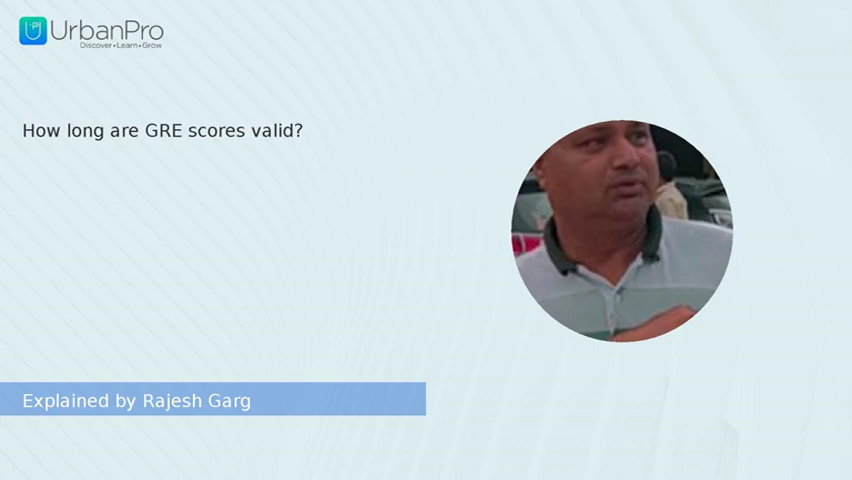 UrbanPro
Discover•Learn•Grow
How long are GRE scores valid?
Explained by Rajesh Garg